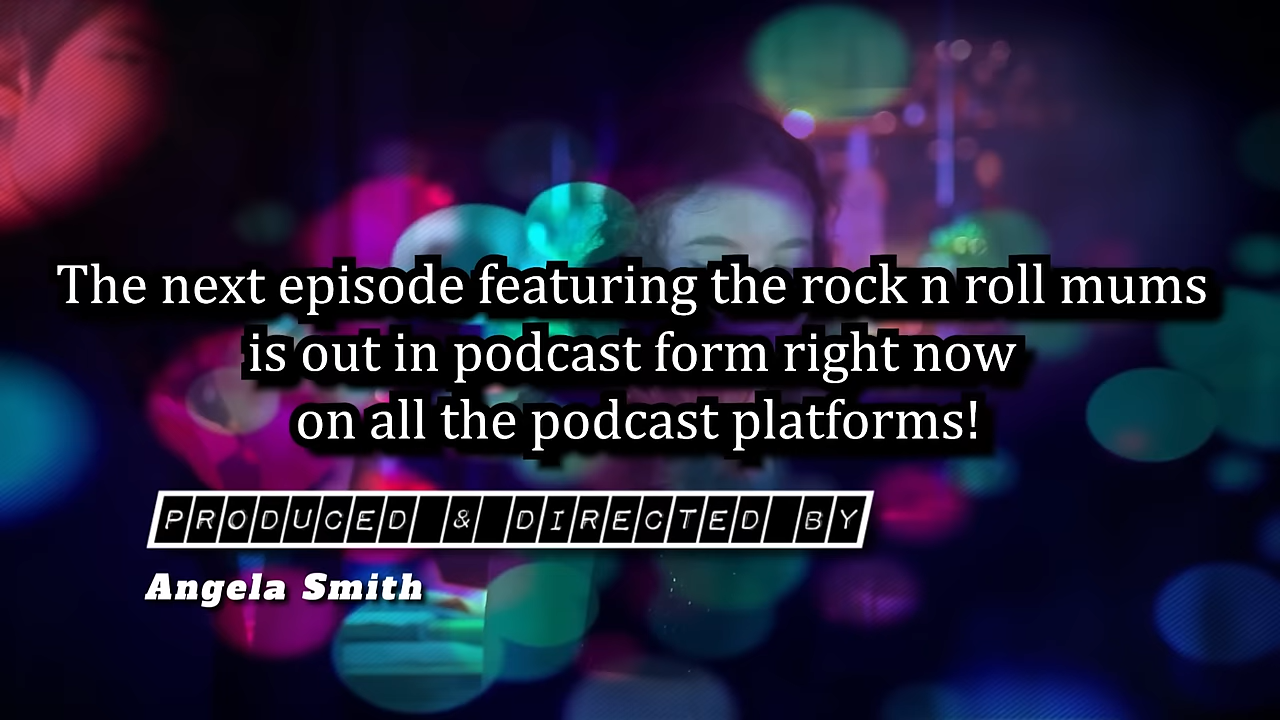 The next episode featuring the rock n roll mums
is out in podcast form right now
on all the podcast platforms!
PRODUCED & DIRECTED BY
Angela Smith